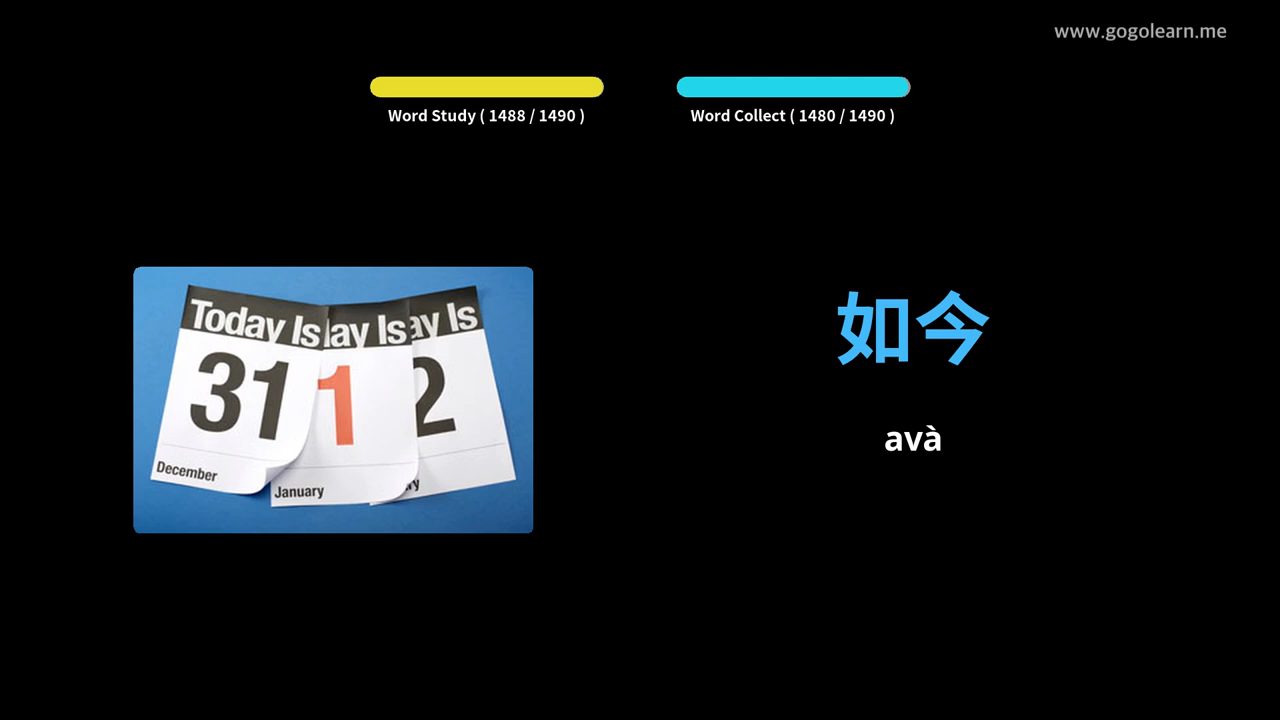 www.gogolearn.me
Word Study ( 1488 / 1490 )
Word Collect ( 1480 / 1490 )
Today Is
31
December
ay Is
1
January
ay Is
2
ry
如今
avà